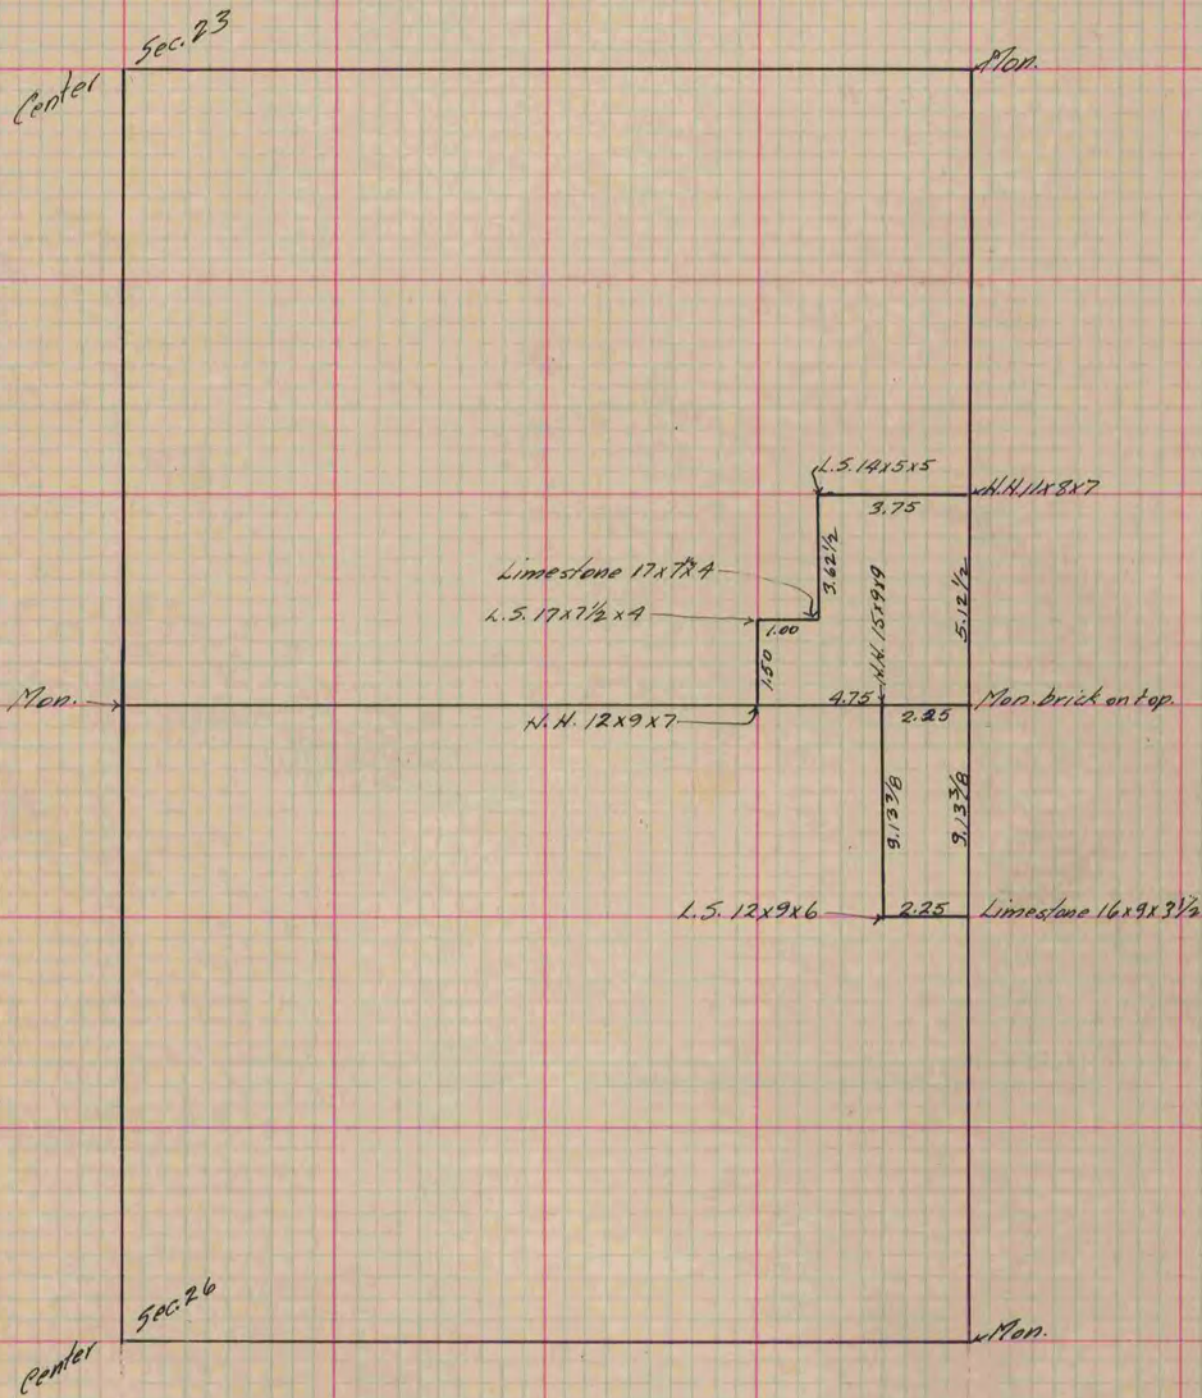 Sec. 23
Center
Mon.
L.S. 14x5x5
N.H. 11x8x7
3.75
Limestone 17x7½x4
3.62½
N.H. 15x9x9
5.12½
L.S. 17x7½x4
1.00
1.50
Mon.
4.75
Mon. brick on top.
N.H. 12x9x7
2.25
9.13⅜
9.13⅜
L.S. 12x9x6
2.25
Limestone 16x9x3½
Sec. 26
Center
Mon.